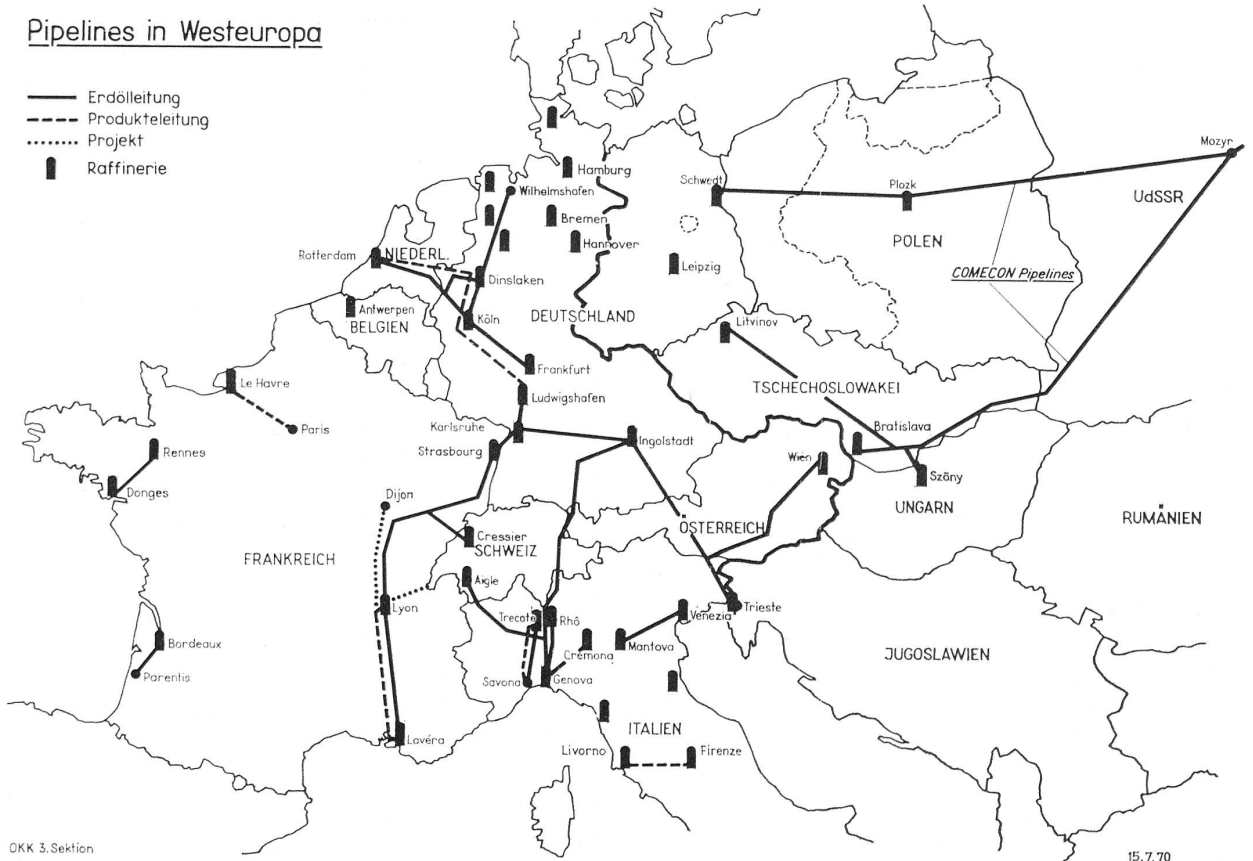 Pipelines in Westeuropa
Erdölleitung
Produkteleitung
Projekt
Raffinerie
Hamburg
Wilhelmshafen
Bremen
Hannover
Schwedt
Plozk
Mozyr
UdSSR
POLEN
COMECON Pipelines
Rotterdam
NIEDERL.
Dinslaken
Leipzig
Antwerpen
BELGIEN
Köln
DEUTSCHLAND
Litvinov
Frankfurt
TSCHECHOSLOWAKEI
Le Havre
Ludwigshafen
Paris
Karlsruhe
Ingolstadt
Bratislava
Strasbourg
Rennes
Wien
Szöny
Donges
UNGARN
Dijon
ÖSTERREICH
RUMÄNIEN
Cressier
SCHWEIZ
FRANKREICH
Aigle
Lyon
Trecate
Rhô
Venezia
Trieste
Bordeaux
Cremona
Mantova
JUGOSLAWIEN
Parentis
Savona
Genova
ITALIEN
Lavéra
Livorno
Firenze
OKK 3. Sektion
15.7.70